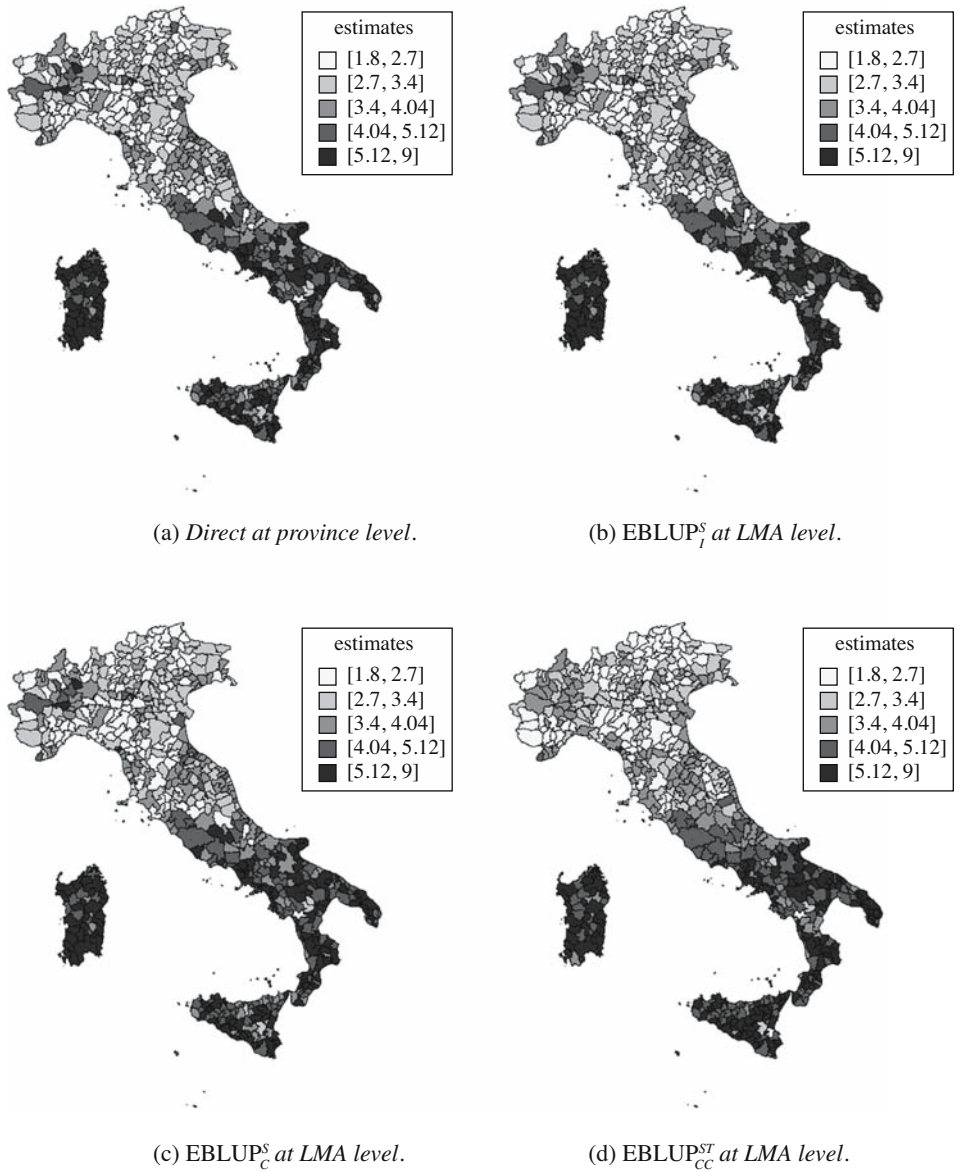 estimates
[1.8, 2.7]
[2.7, 3.4]
[3.4, 4.04]
[4.04, 5.12]
[5.12, 9]
estimates
[1.8, 2.7]
[2.7, 3.4]
[3.4, 4.04]
[4.04, 5.12]
[5.12, 9]
(a) Direct at province level.
(b) EBLUP^S_I at LMA level.
estimates
[1.8, 2.7]
[2.7, 3.4]
[3.4, 4.04]
[4.04, 5.12]
[5.12, 9]
estimates
[1.8, 2.7]
[2.7, 3.4]
[3.4, 4.04]
[4.04, 5.12]
[5.12, 9]
(c) EBLUP^S_C at LMA level.
(d) EBLUP^ST_CC at LMA level.